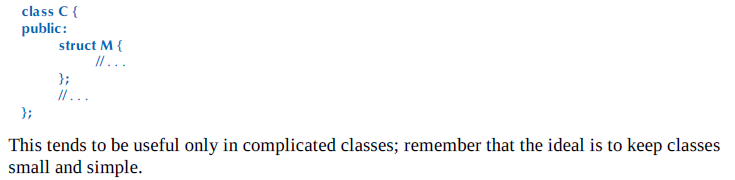 class C {
public:
struct M {
// . . .
};
// . . .
};
This tends to be useful only in complicated classes; remember that the ideal is to keep classes
small and simple.